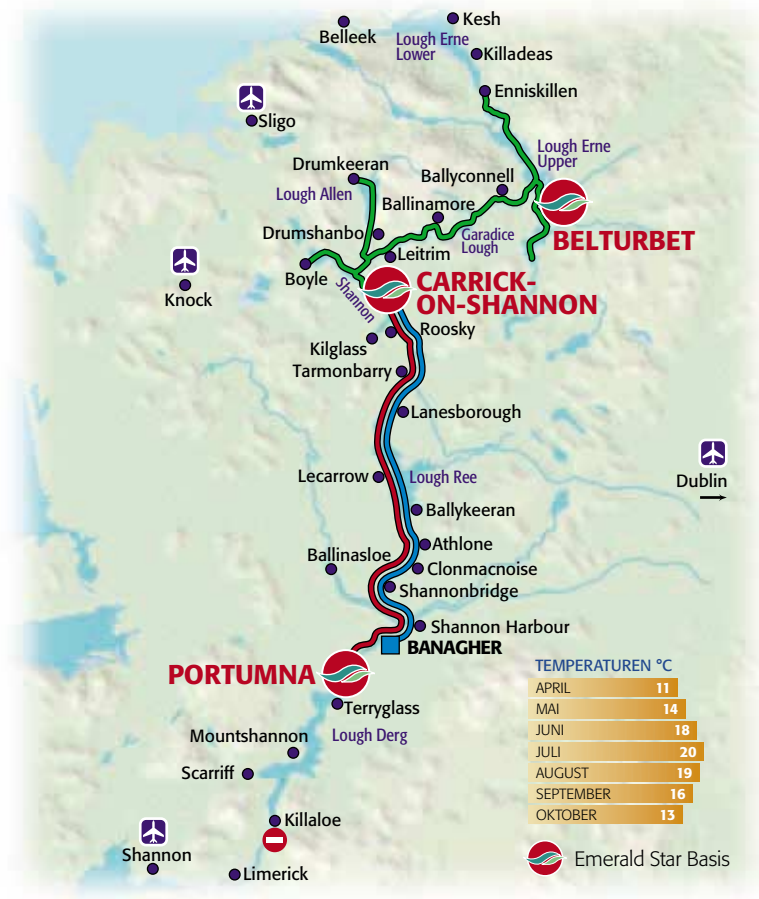 Kesh
Belleek
Lough Erne
Lower
Killadeas
Enniskillen
Sligo
Lough Erne
Upper
Drumkeeran
Ballyconnell
Lough Allen
Ballinamore
BELTURBET
Drumshanbo
Garadice
Lough
Leitrim
Boyle
CARRICK-
ON-SHANNON
Shannon
Knock
Roosky
Kilglass
Tarmonbarry
Lanesborough
Lecarrow
Lough Ree
Dublin
Ballykeeran
Athlone
Ballinasloe
Clonmacnoise
Shannonbridge
Shannon Harbour
BANAGHER
PORTUMNA
Terryglass
Lough Derg
Mountshannon
Scarriff
Killaloe
Shannon
Limerick
TEMPERATUREN °C
APRIL 11
MAI 14
JUNI 18
JULI 20
AUGUST 19
SEPTEMBER 16
OKTOBER 13
Emerald Star Basis